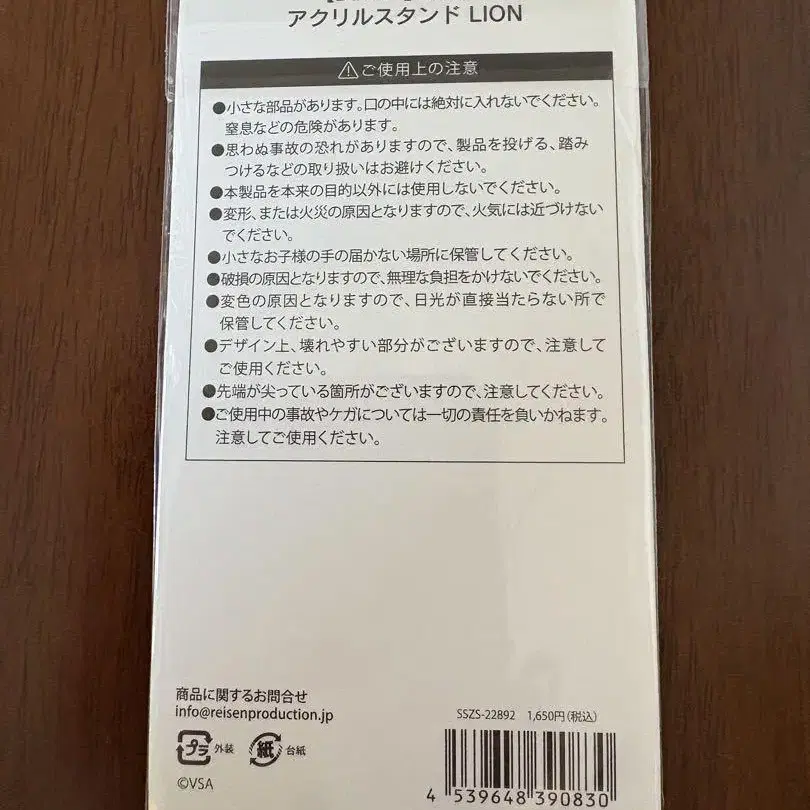 アクリルスタンド LION
⚠ご使用上の注意
●小さな部品があります。口の中には絶対に入れないでください。
窒息などの危険があります。
●思わぬ事故の恐れがありますので、製品を投げる、踏み
つけるなどの取り扱いはお避けください。
●本製品を本来の目的以外には使用しないでください。
●変形、または火災の原因となりますので、火気には近づけない
でください。
●小さなお子様の手の届かない場所に保管してください。
●破損の原因となりますので、無理な負担をかけないでください。
●変色の原因となりますので、日光が直接当たらない所で
保管してください。
●デザイン上、壊れやすい部分がございますので、注意して
ご使用ください。
●先端が尖っている箇所がございますので、注意してください。
●ご使用中の事故やケガについては一切の責任を負いかねます。
注意してご使用ください。
商品に関するお問合せ
info@reisenproduction.jp
SSZS-22892 1,650円(税込)
プラ 外装 紙 台紙
©VSA
4 539648 390830